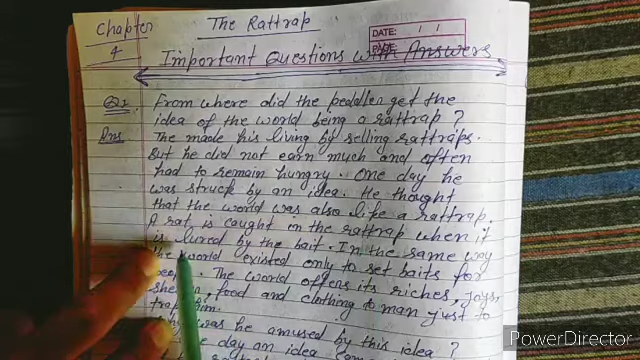 Chapter 4
The Rattrap
DATE: / /
PAGE:
Important Questions with Answers
Q1 From where did the peddler get the
idea of the world being a rattrap?
Ans The made his living by selling rattraps.
But he did not earn much and often
had to remain hungry. One day he
was struck by an idea. He thought
that the world was also like a rattrap.
A rat is caught in the rattrap when it
is lured by the bait. In the same way
the world existed only to set baits for
The world offers its riches, joys,
food and clothing to man just to
trap him.
was he amused by this idea?
day an idea
PowerDirector